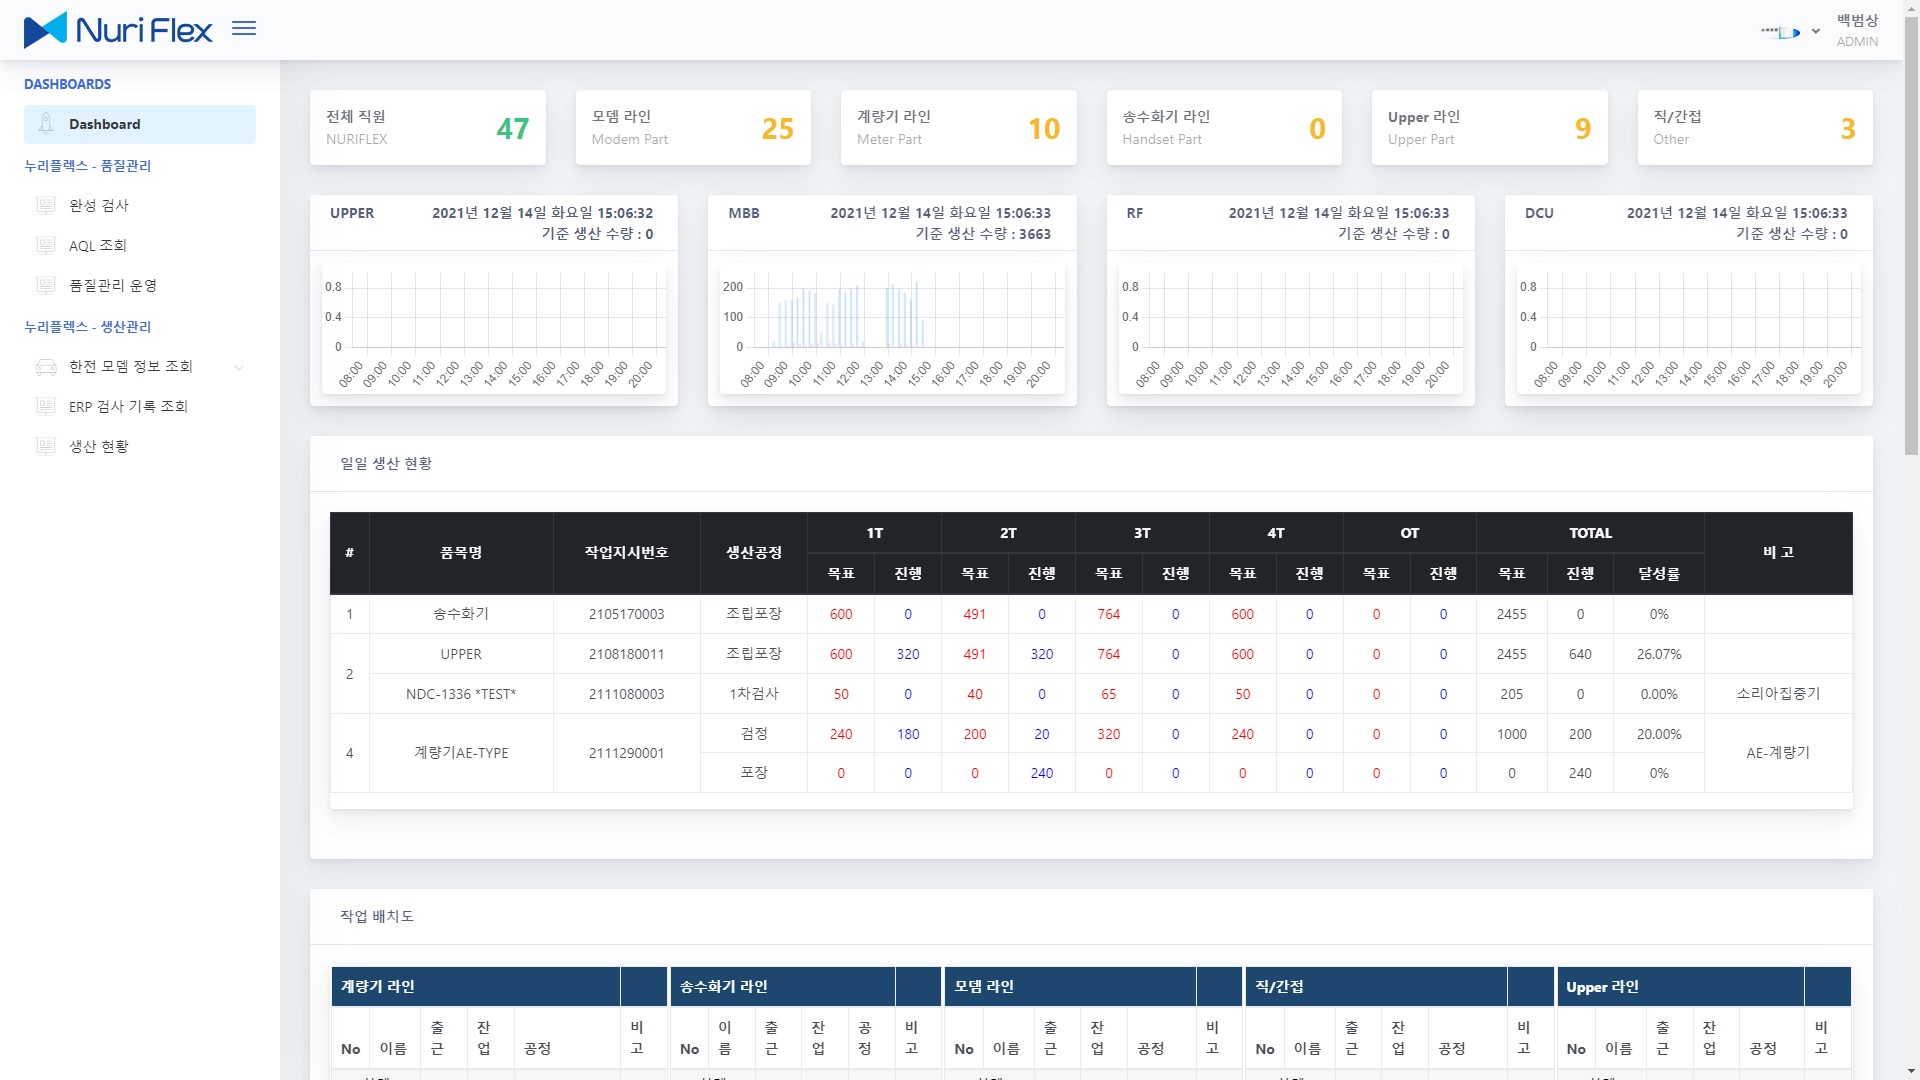 Nuri Flex
백범상
ADMIN
DASHBOARDS
Dashboard
누리플렉스 - 품질관리
완성 검사
AQL 조회
품질관리 운영
누리플렉스 - 생산관리
한전 모뎀 정보 조회
ERP 검사 기록 조회
생산 현황
전체 직원
NURIFLEX
47
모뎀 라인
Modem Part
25
계량기 라인
Meter Part
10
송수화기 라인
Handset Part
0
Upper 라인
Upper Part
9
직/간접
Other
3
UPPER 2021년 12월 14일 화요일 15:06:32
기준 생산 수량 : 0
0.8
0.4
0
08:00 09:00 10:00 11:00 12:00 13:00 14:00 15:00 16:00 17:00 18:00 19:00 20:00
MBB 2021년 12월 14일 화요일 15:06:33
기준 생산 수량 : 3663
200
100
0
08:00 09:00 10:00 11:00 12:00 13:00 14:00 15:00 16:00 17:00 18:00 19:00 20:00
RF 2021년 12월 14일 화요일 15:06:33
기준 생산 수량 : 0
0.8
0.4
0
08:00 09:00 10:00 11:00 12:00 13:00 14:00 15:00 16:00 17:00 18:00 19:00 20:00
DCU 2021년 12월 14일 화요일 15:06:33
기준 생산 수량 : 0
0.8
0.4
0
08:00 09:00 10:00 11:00 12:00 13:00 14:00 15:00 16:00 17:00 18:00 19:00 20:00
일일 생산 현황
# 품목명 작업지시번호 생산공정 1T 2T 3T 4T OT TOTAL 비 고
목표 진행 목표 진행 목표 진행 목표 진행 목표 진행 목표 진행 달성률
1 송수화기 2105170003 조립포장 600 0 491 0 764 0 600 0 0 0 2455 0 0%
2 UPPER 2108180011 조립포장 600 320 491 320 764 0 600 0 0 0 2455 640 26.07%
NDC-1336 *TEST* 2111080003 1차검사 50 0 40 0 65 0 50 0 0 0 205 0 0.00% 소리아집중기
4 계량기AE-TYPE 2111290001 검정 240 180 200 20 320 0 240 0 0 0 1000 200 20.00% AE-계량기
포장 0 0 0 240 0 0 0 0 0 0 0 240 0%
작업 배치도
계량기 라인 송수화기 라인 모뎀 라인 직/간접 Upper 라인
No 이름 출근 잔업 공정 비고 No 이름 출근 잔업 공정 비고 No 이름 출근 잔업 공정 비고 No 이름 출근 잔업 공정 비고 No 이름 출근 잔업 공정 비고